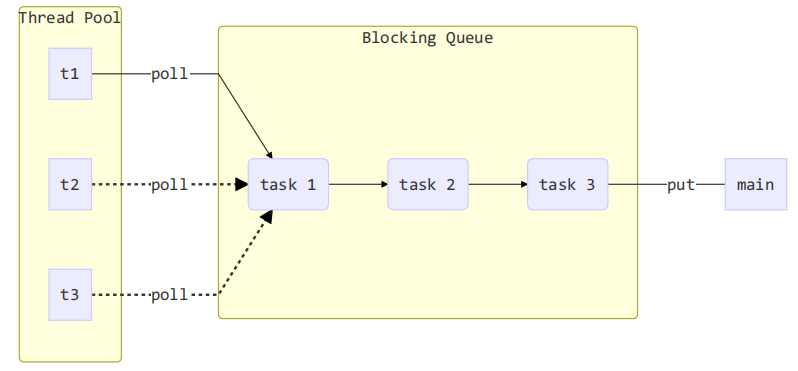 Thread Pool
Blocking Queue
t1
poll
t2
poll
task 1
task 2
task 3
put
main
t3
poll